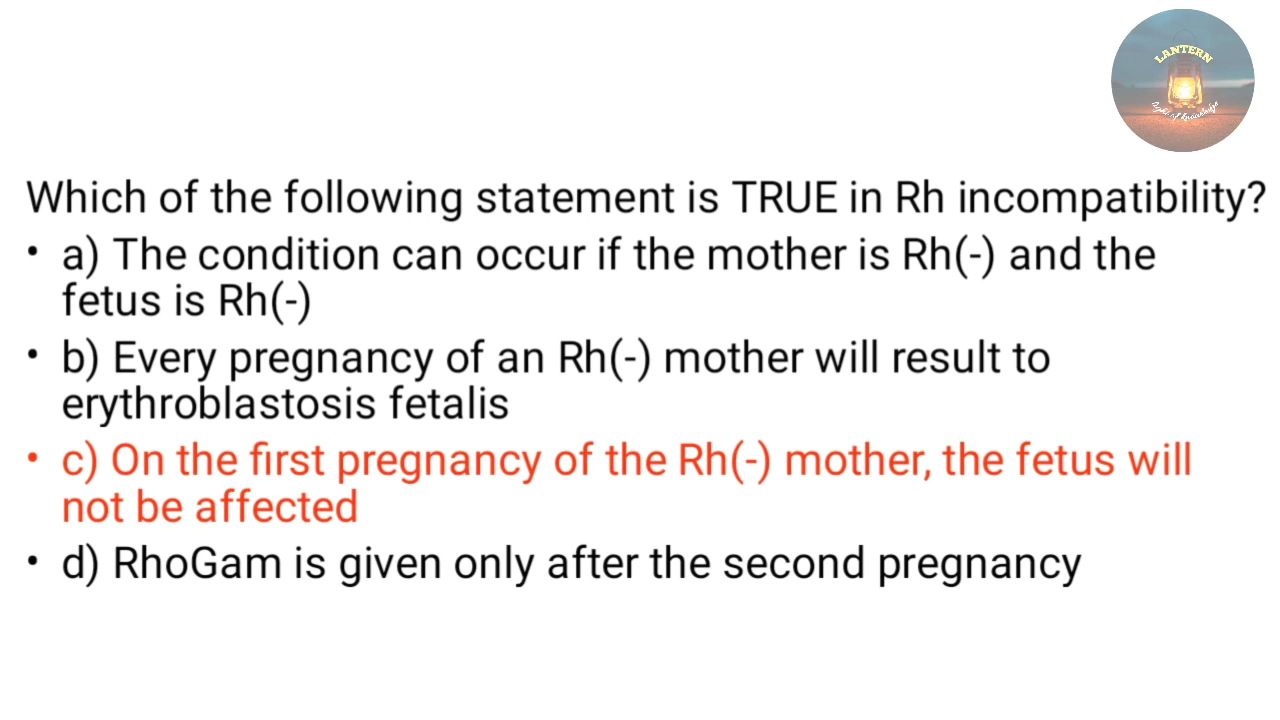 LANTERN
light of knowledge
Which of the following statement is TRUE in Rh incompatibility?
• a) The condition can occur if the mother is Rh(-) and the
fetus is Rh(-)
• b) Every pregnancy of an Rh(-) mother will result to
erythroblastosis fetalis
• c) On the first pregnancy of the Rh(-) mother, the fetus will
not be affected
• d) RhoGam is given only after the second pregnancy